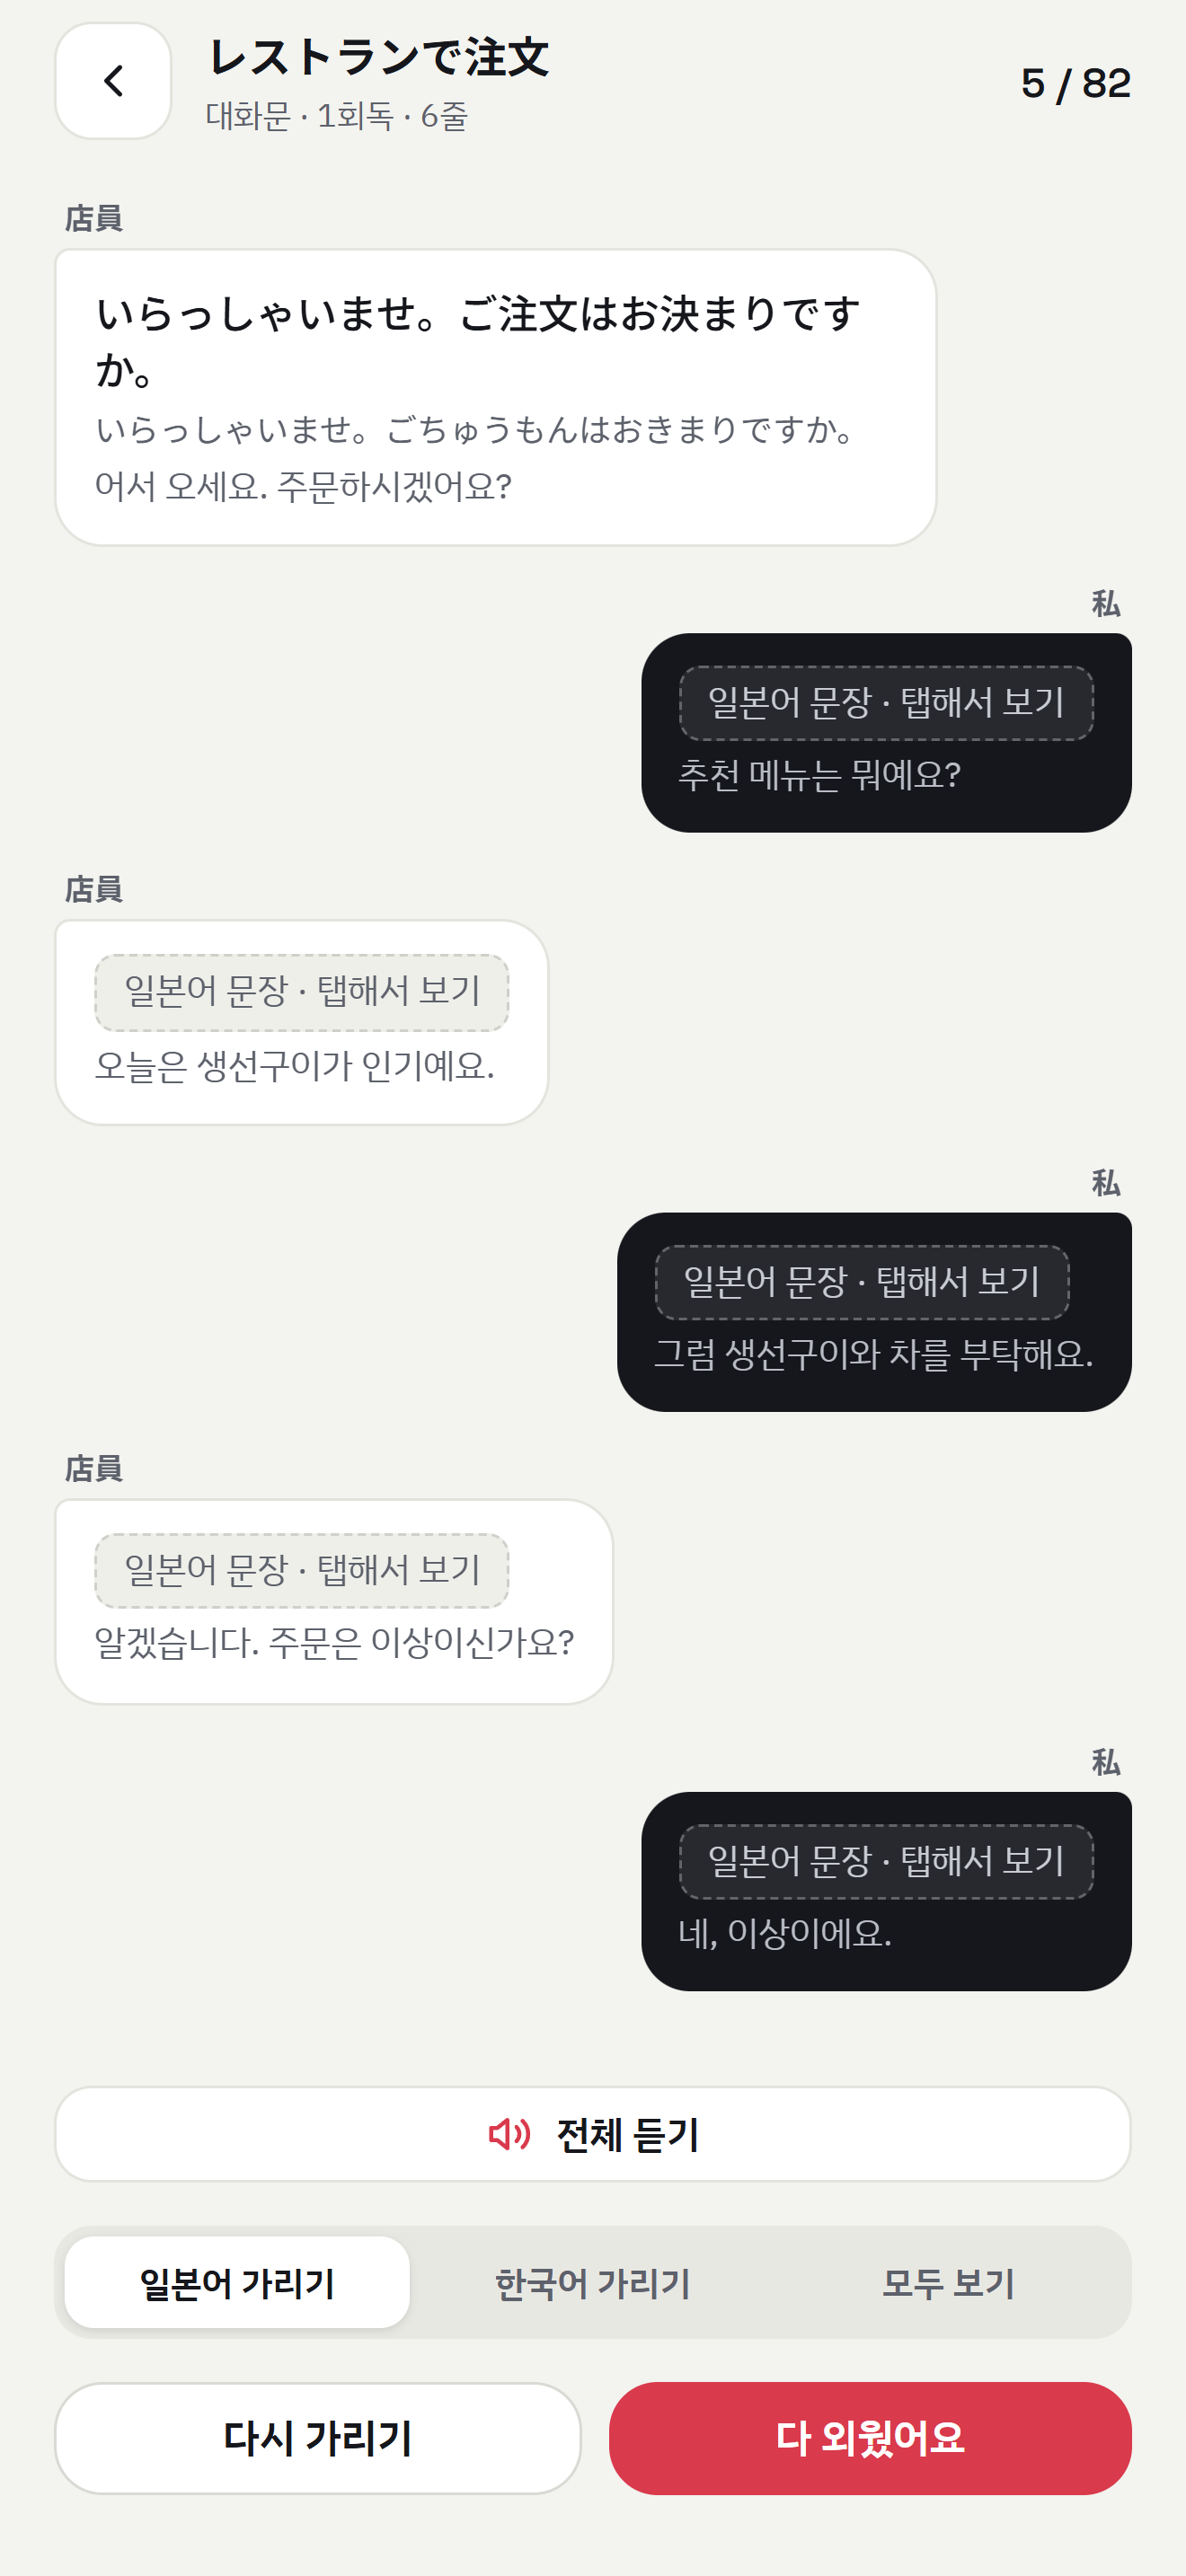 レストランで注文
대화문 · 1회독 · 6줄
5 / 82
店員
いらっしゃいませ。ご注文はお決まりです
か。
いらっしゃいませ。ごちゅうもんはおきまりですか。
어서 오세요. 주문하시겠어요?
私
일본어 문장 · 탭해서 보기
추천 메뉴는 뭐예요?
店員
일본어 문장 · 탭해서 보기
오늘은 생선구이가 인기예요.
私
일본어 문장 · 탭해서 보기
그럼 생선구이와 차를 부탁해요.
店員
일본어 문장 · 탭해서 보기
알겠습니다. 주문은 이상이신가요?
私
일본어 문장 · 탭해서 보기
네, 이상이에요.
전체 듣기
일본어 가리기
한국어 가리기
모두 보기
다시 가리기
다 외웠어요